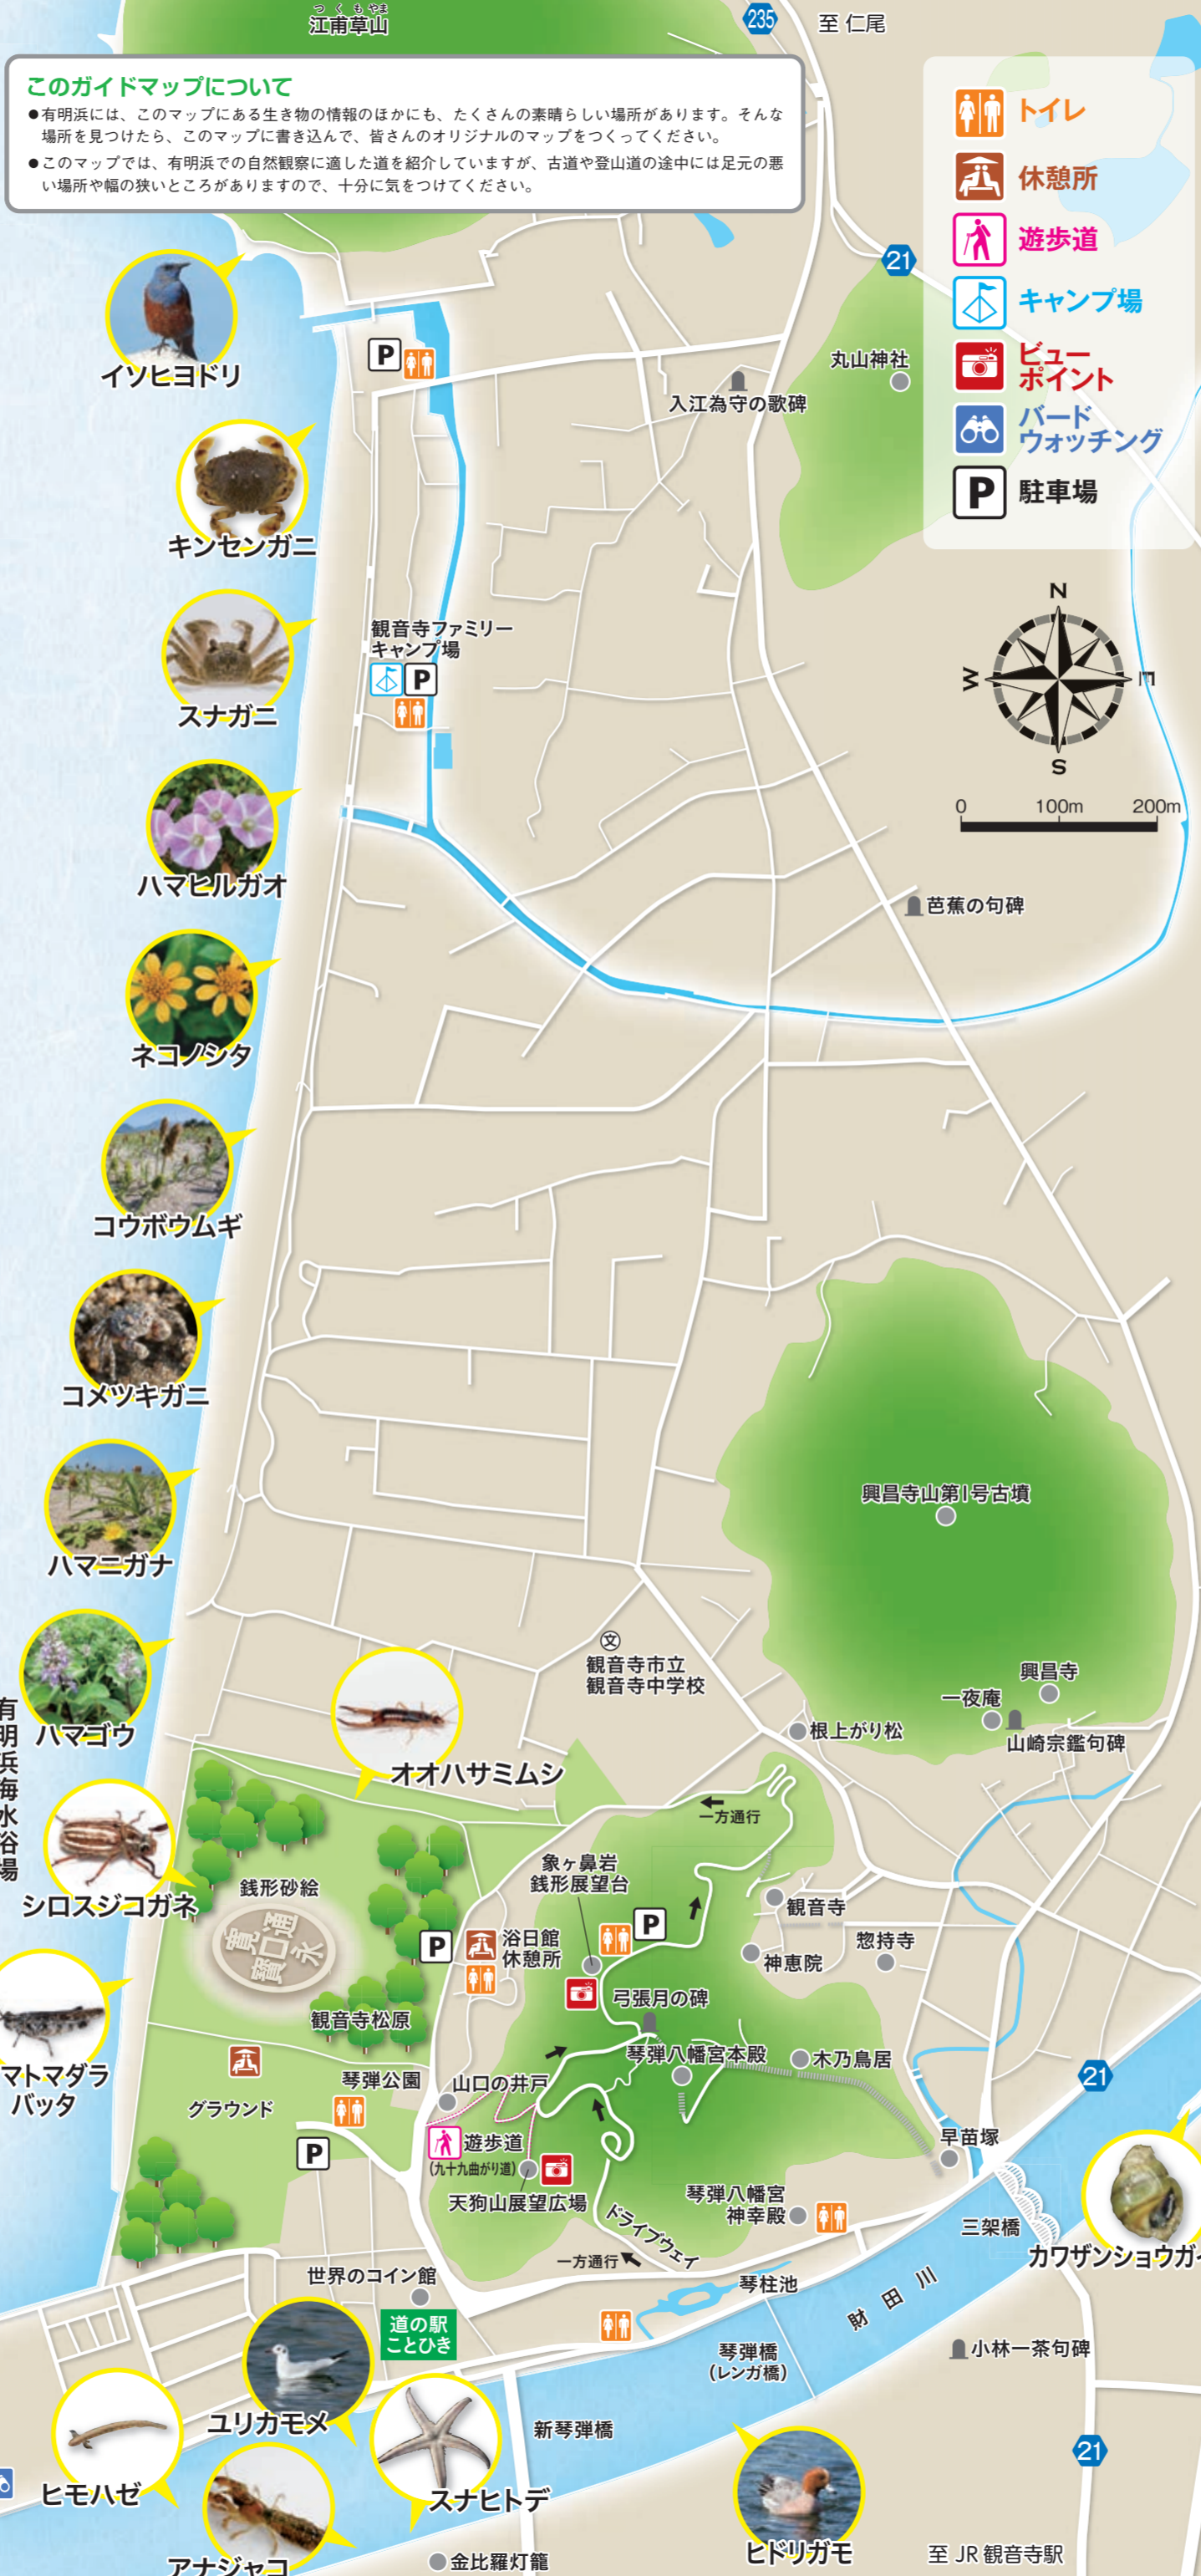 つくもやま
江甫草山
235
至 仁尾
このガイドマップについて
●有明浜には、このマップにある生き物の情報のほかにも、たくさんの素晴らしい場所があります。そんな
場所を見つけたら、このマップに書き込んで、皆さんのオリジナルのマップをつくってください。
●このマップでは、有明浜での自然観察に適した道を紹介していますが、古道や登山道の途中には足元の悪
い場所や幅の狭いところがありますので、十分に気をつけてください。
トイレ
休憩所
遊歩道
キャンプ場
ビュー
ポイント
バード
ウォッチング
P
駐車場
21
イソヒヨドリ
P
丸山神社
入江為守の歌碑
キンセンガニ
N
W
E
S
0 100m 200m
スナガニ
観音寺ファミリー
キャンプ場
P
ハマヒルガオ
芭蕉の句碑
ネコノシタ
コウボウムギ
コメツキガニ
ハマニガナ
興昌寺山第1号古墳
ハマゴウ
有明浜海水浴場
文
観音寺市立
観音寺中学校
興昌寺
一夜庵
山崎宗鑑句碑
根上がり松
オオハサミムシ
一方通行
シロスジコガネ
銭形砂絵
寛永通寳
象ヶ鼻岩
銭形展望台
P
観音寺
P
浴日館
休憩所
神恵院
惣持寺
弓張月の碑
観音寺松原
マトマダラ
バッタ
琴弾八幡宮本殿
木乃鳥居
21
琴弾公園
山口の井戸
グラウンド
P
遊歩道
(九十九曲がり道)
天狗山展望広場
早苗塚
琴弾八幡宮
神幸殿
三架橋
カワザンショウガイ
ドライブウェイ
一方通行
世界のコイン館
琴柱池
財田川
道の駅
ことひき
琴弾橋
(レンガ橋)
小林一茶句碑
ユリカモメ
新琴弾橋
21
ヒモハゼ
スナヒトデ
ヒドリガモ
アナジャコ
金比羅灯籠
至 JR 観音寺駅